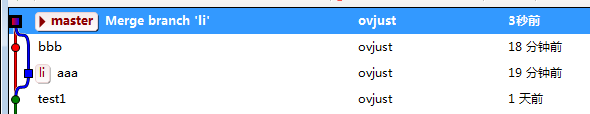 master Merge branch 'li' ovjust 3秒前
bbb ovjust 18 分钟前
li aaa ovjust 19 分钟前
test1 ovjust 1 天前